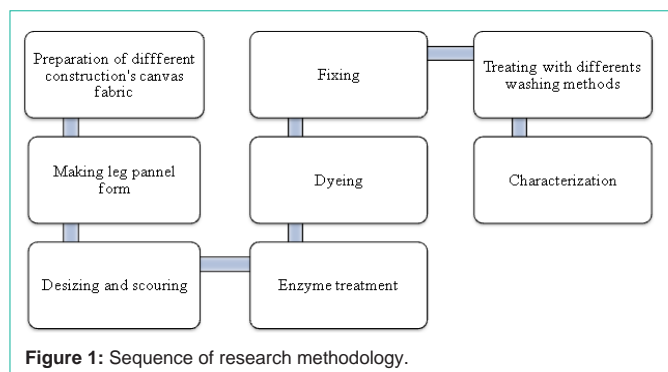 Preparation of diffferent
construction's canvas
fabric
Making leg pannel
form
Desizing and scouring
Enzyme treatment
Dyeing
Fixing
Treating with differents
washing methods
Characterization
Figure 1: Sequence of research methodology.